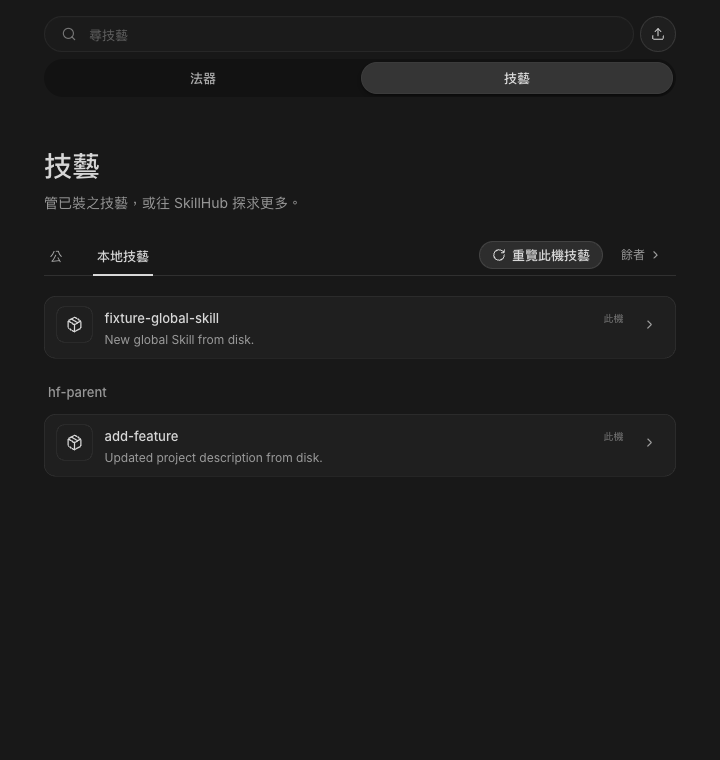 尋技藝
法器
技藝
技藝
管已裝之技藝，或往 SkillHub 探求更多。
公
本地技藝
重覽此機技藝
餘者
fixture-global-skill
此機
New global Skill from disk.
hf-parent
add-feature
此機
Updated project description from disk.